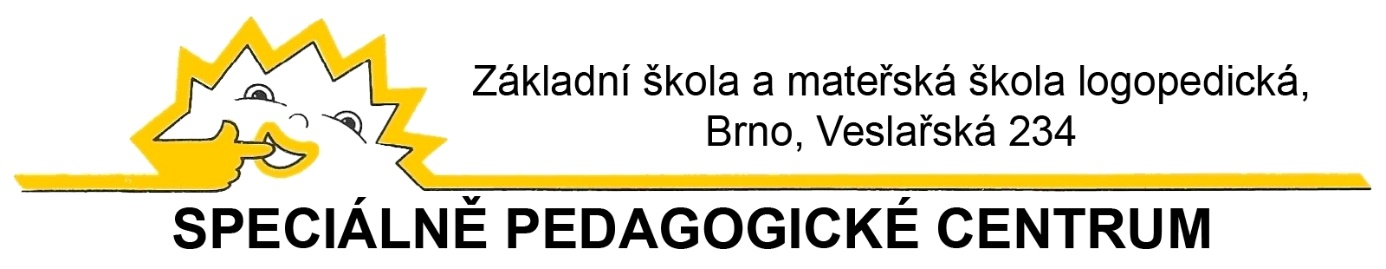 Základní škola a mateřská škola logopedická,
Brno, Veslařská 234
SPECIÁLNĚ PEDAGOGICKÉ CENTRUM